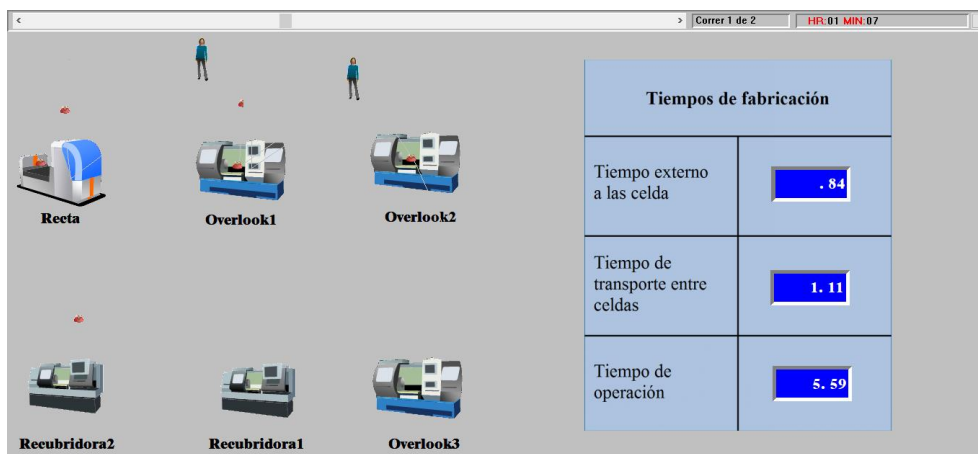 Correr 1 de 2
HR:01 MIN:07
Tiempos de fabricación
Tiempo externo
a las celda
.84
Tiempo de
transporte entre
celdas
1.11
Tiempo de
operación
5.59
Recta
Overlook1
Overlook2
Recubridora2
Recubridora1
Overlook3